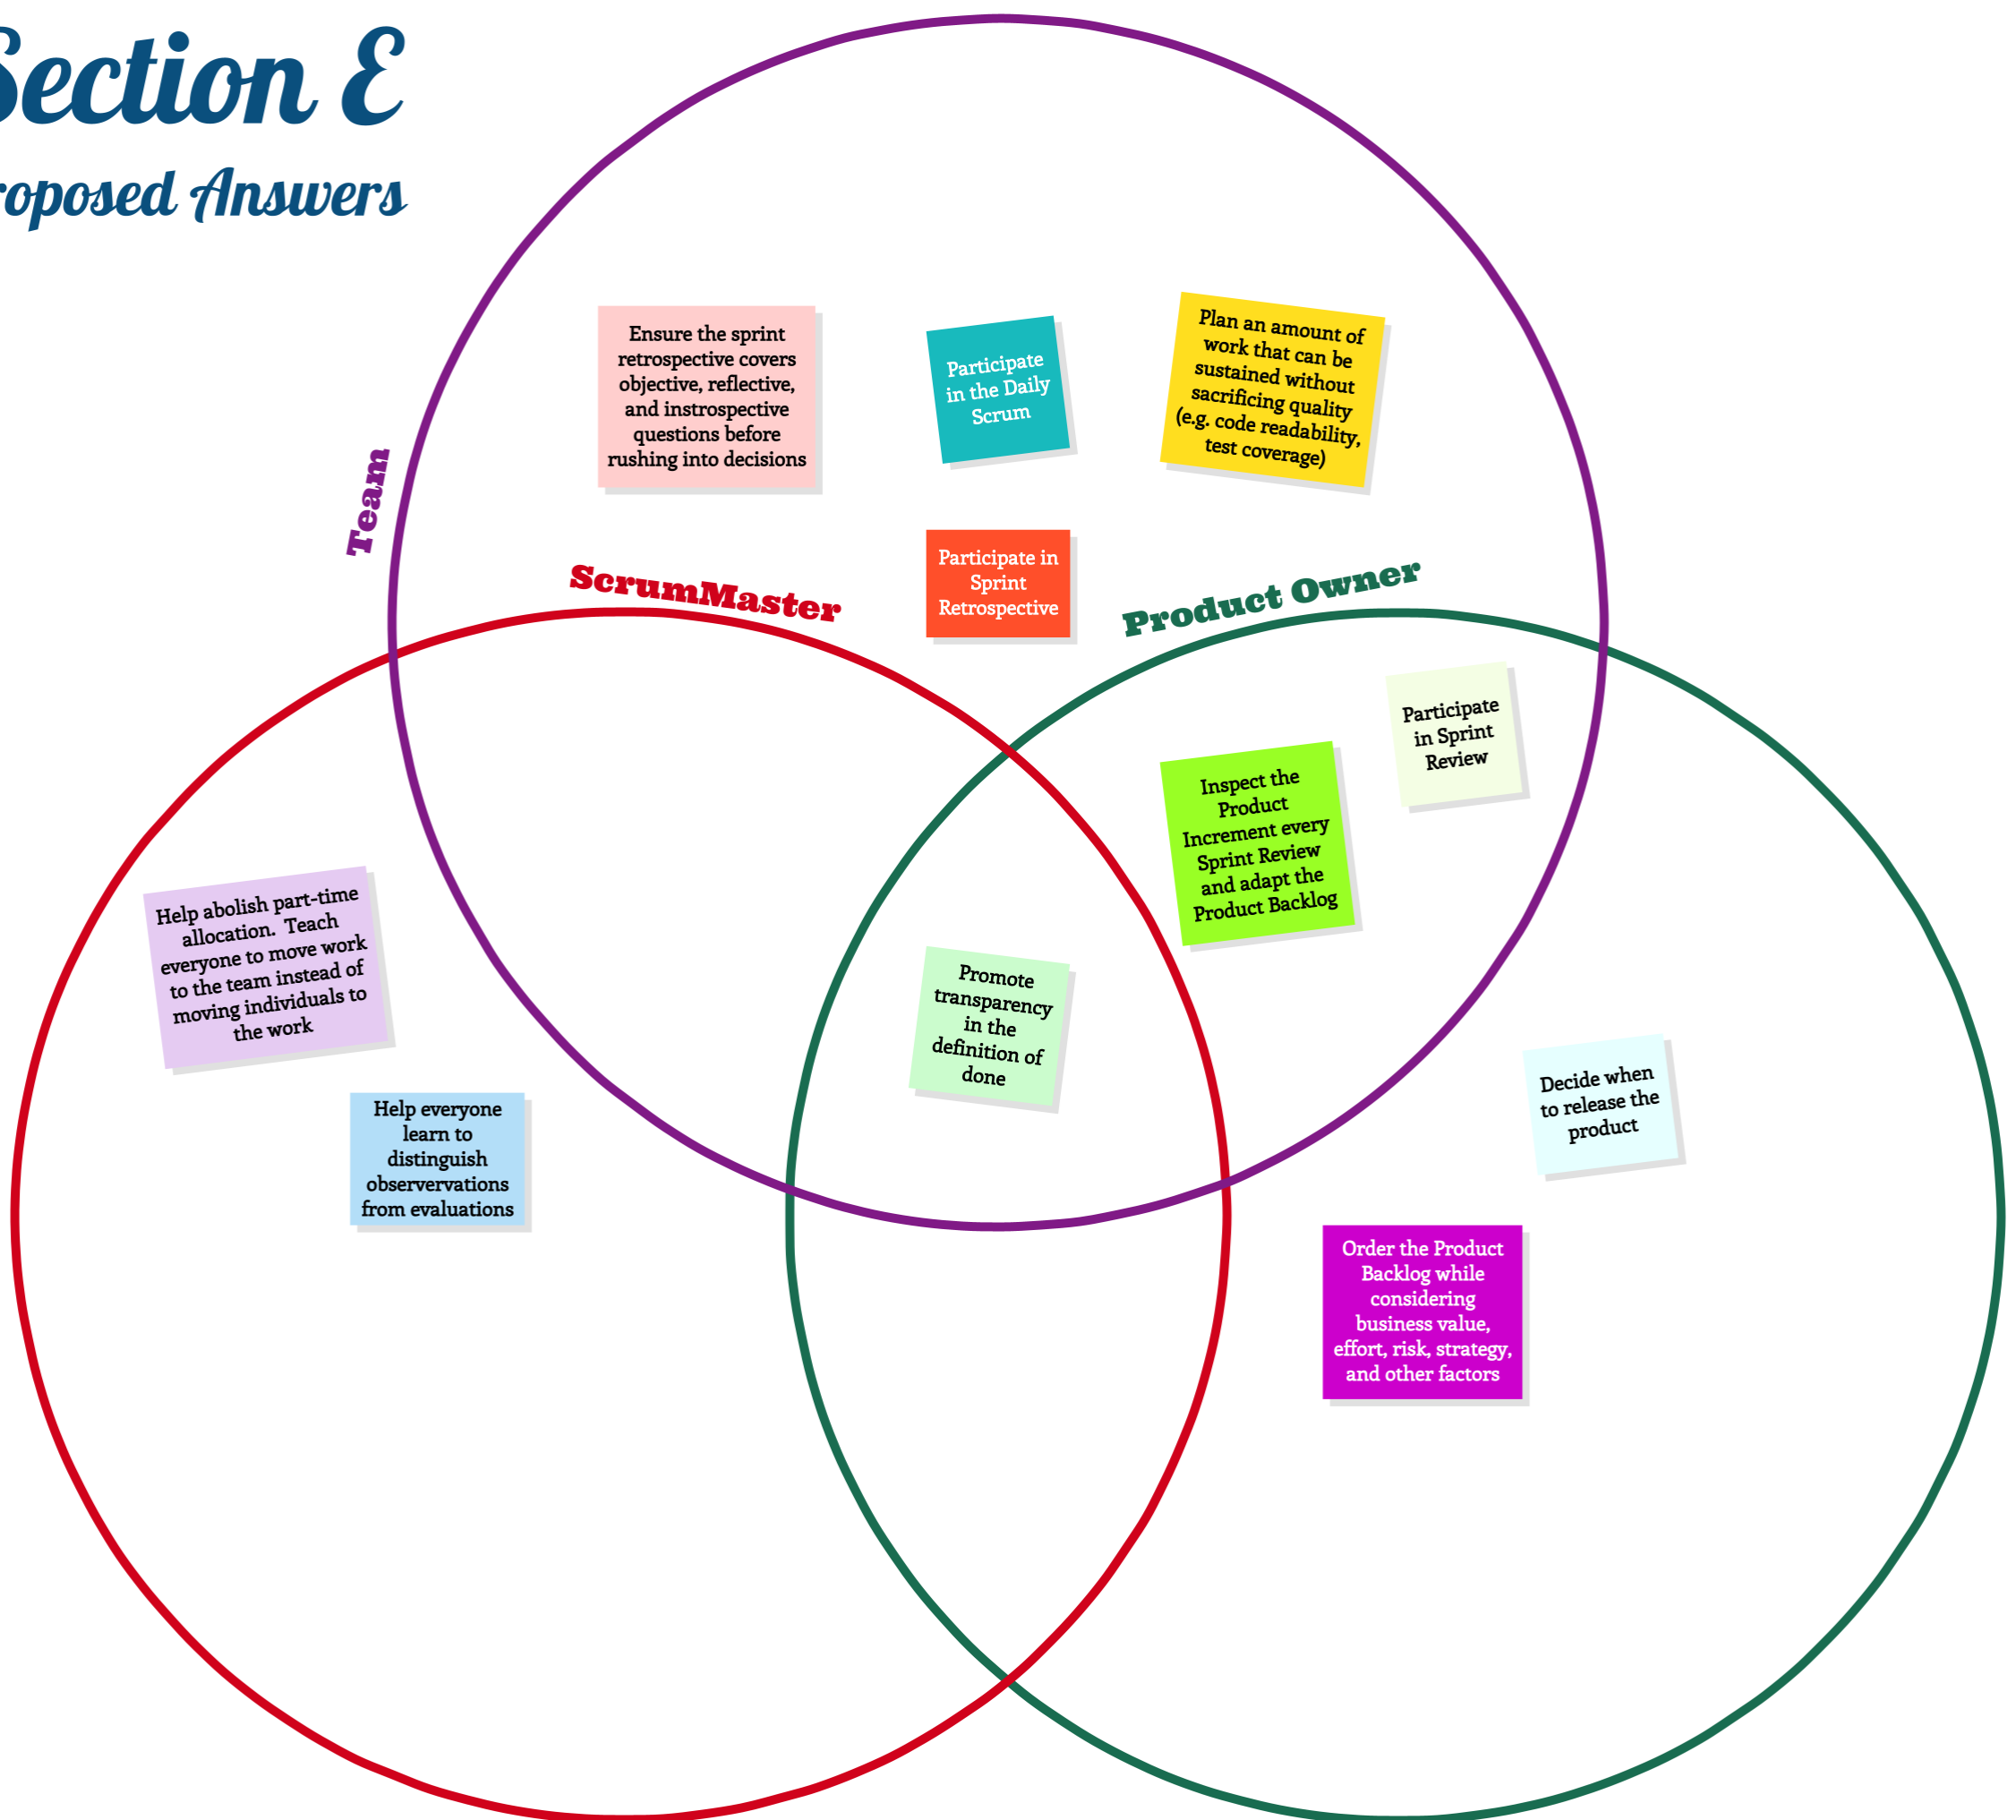 Section E
roposed Answers
Ensure the sprint
retrospective covers
objective, reflective,
and instrospective
questions before
rushing into decisions
Participate
in the Daily
Scrum
Plan an amount of
work that can be
sustained without
sacrificing quality
(e.g. code readability,
test coverage)
Team
Participate in
Sprint
Retrospective
ScrumMaster
Product Owner
Participate
in Sprint
Review
Inspect the
Product
Increment every
Sprint Review
and adapt the
Product Backlog
Help abolish part-time
allocation. Teach
everyone to move work
to the team instead of
moving individuals to
the work
Promote
transparency
in the
definition of
done
Decide when
to release the
product
Help everyone
learn to
distinguish
observervations
from evaluations
Order the Product
Backlog while
considering
business value,
effort, risk, strategy,
and other factors